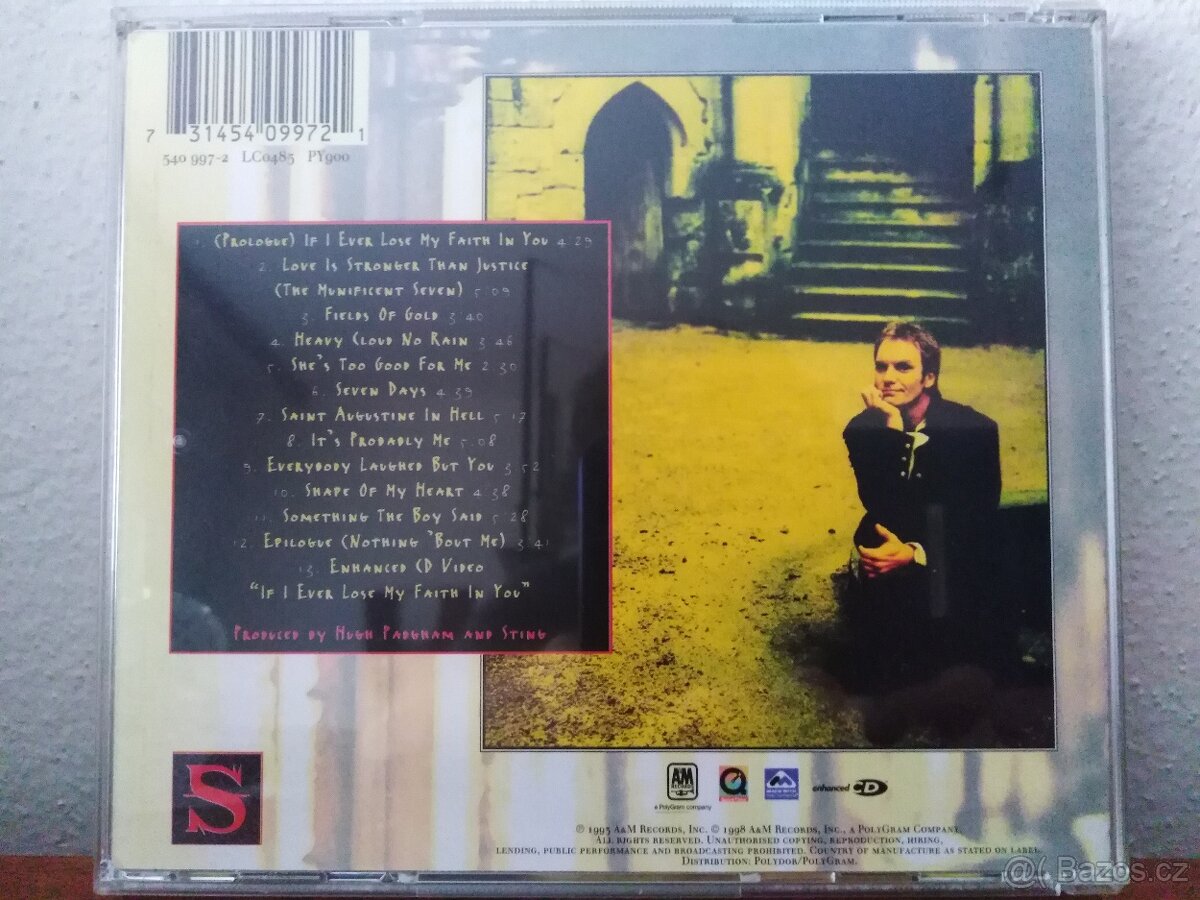 7 31454 09972 1
540 997-2 LC0485 PY900
1. (Prologue) If I Ever Lose My Faith In You 4:29
2. Love Is Stronger Than Justice
(The Munificent Seven) 5:09
3. Fields Of Gold 3:40
4. Heavy Cloud No Rain 3:46
5. She's Too Good For Me 2:30
6. Seven Days 4:39
7. Saint Augustine In Hell 5:17
8. It's Probably Me 5:08
9. Everybody Laughed But You 3:52
10. Shape Of My Heart 4:38
11. Something The Boy Said 5:28
12. Epilogue (Nothing 'Bout Me) 3:41
13. Enhanced CD Video
"If I Ever Lose My Faith In You"
Produced by Hugh Padgham and Sting
S
A&M RECORDS
a PolyGram company
enhanced CD
℗ 1993 A&M Records, Inc. © 1998 A&M Records, Inc., a PolyGram Company.
All rights reserved. Unauthorised copying, reproduction, hiring,
lending, public performance and broadcasting prohibited. Country of manufacture as stated on label.
Distribution: Polydor/PolyGram.
@( Bazos.cz